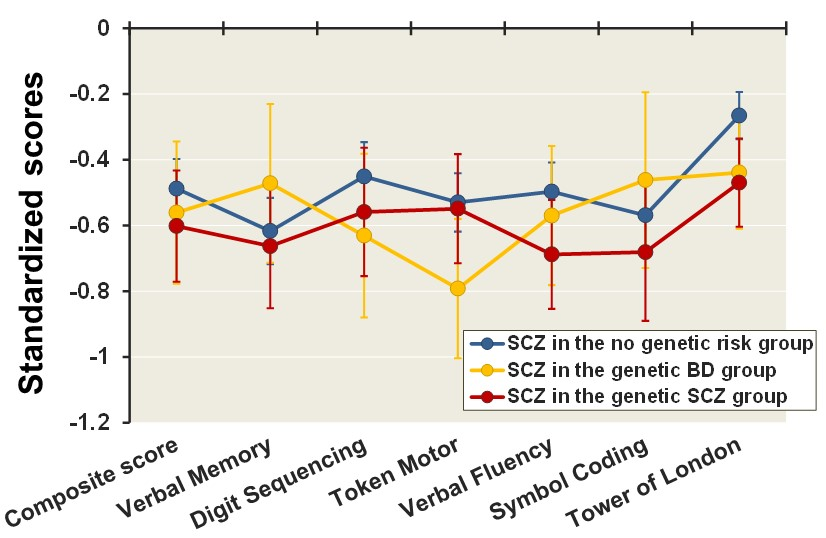 Standardized scores
0
-0.2
-0.4
-0.6
-0.8
-1
-1.2
SCZ in the no genetic risk group
SCZ in the genetic BD group
SCZ in the genetic SCZ group
Composite score
Verbal Memory
Digit Sequencing
Token Motor
Verbal Fluency
Symbol Coding
Tower of London